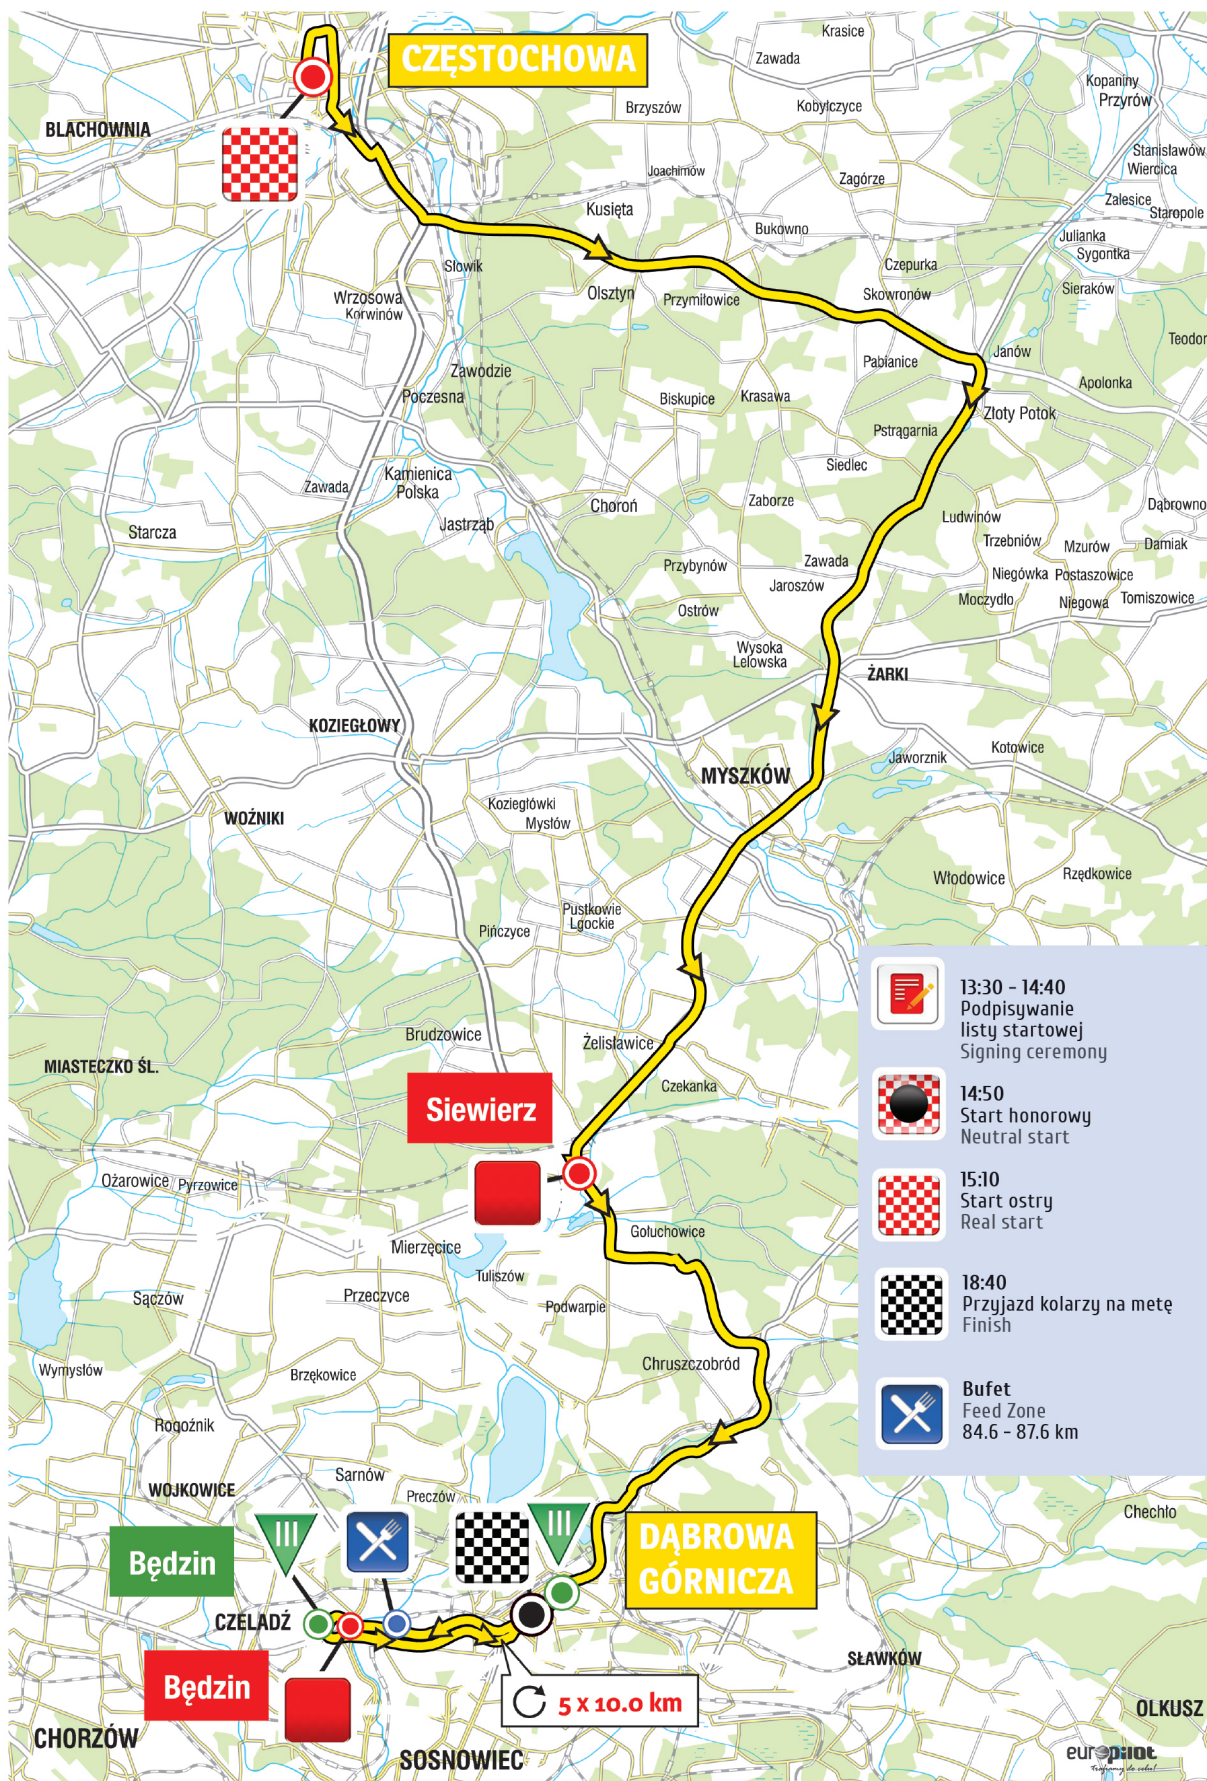 CZĘSTOCHOWA
Krasice
Zawada
Kopaniny
Przyrów
Brzyszów
Kobylczyce
BLACHOWNIA
Stanisławów
Wiercica
Joachimów
Zagórze
Zalesice
Staropole
Kusięta
Bukowno
Julianka
Sygontka
Słowik
Czepurka
Sieraków
Wrzosowa
Korwinów
Olsztyn
Przymiłowice
Skowronów
Teodor
Janów
Zawodzie
Pabianice
Apolonka
Poczesna
Biskupice
Krasawa
Złoty Potok
Pstrągarnia
Siedlec
Kamienica
Polska
Zawada
Choroń
Zaborze
Dąbrowno
Jastrząb
Ludwinów
Starcza
Trzebniów
Mzurów
Damiak
Przybynów
Zawada
Jaroszów
Niegówka
Postaszowice
Ostrów
Moczydło
Niegowa
Tomiszowice
Wysoka
Lelowska
ŻARKI
KOZIEGŁOWY
Kotowice
Jaworznik
MYSZKÓW
WOŹNIKI
Koziegłówki
Mysłów
Włodowice
Rzędkowice
Pustkowie
Lgockie
Pińczyce
13:30 - 14:40
Podpisywanie
listy startowej
Signing ceremony
14:50
Start honorowy
Neutral start
15:10
Start ostry
Real start
18:40
Przyjazd kolarzy na metę
Finish
Bufet
Feed Zone
84.6 - 87.6 km
Brudzowice
Żelisławice
MIASTECZKO ŚL.
Czekanka
Siewierz
Ożarowice
Pyrzowice
Gołuchowice
Mierzęcice
Tuliszów
Sączów
Przeczyce
Podwarpie
Wymysłów
Brzękowice
Chruszczobród
Rogoźnik
Sarnów
WOJKOWICE
Preczów
Chechło
III
III
Będzin
DĄBROWA
GÓRNICZA
CZELADŹ
SŁAWKÓW
Będzin
5 x 10.0 km
OLKUSZ
CHORZÓW
SOSNOWIEC
europilot
Trafiamy do celu!